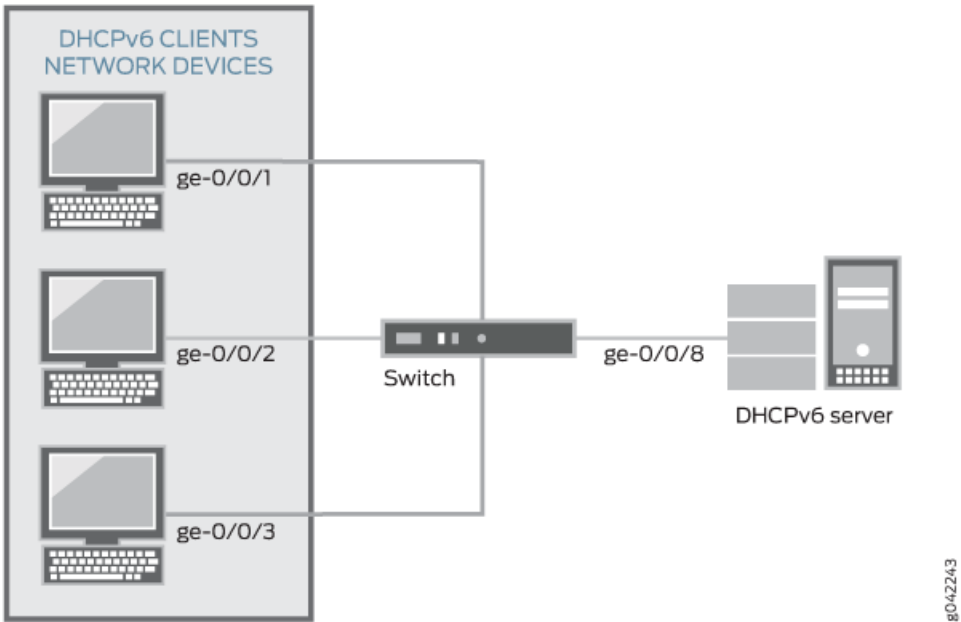 DHCPv6 CLIENTS
NETWORK DEVICES
ge-0/0/1
ge-0/0/2
ge-0/0/8
Switch
DHCPv6 server
ge-0/0/3
g042243